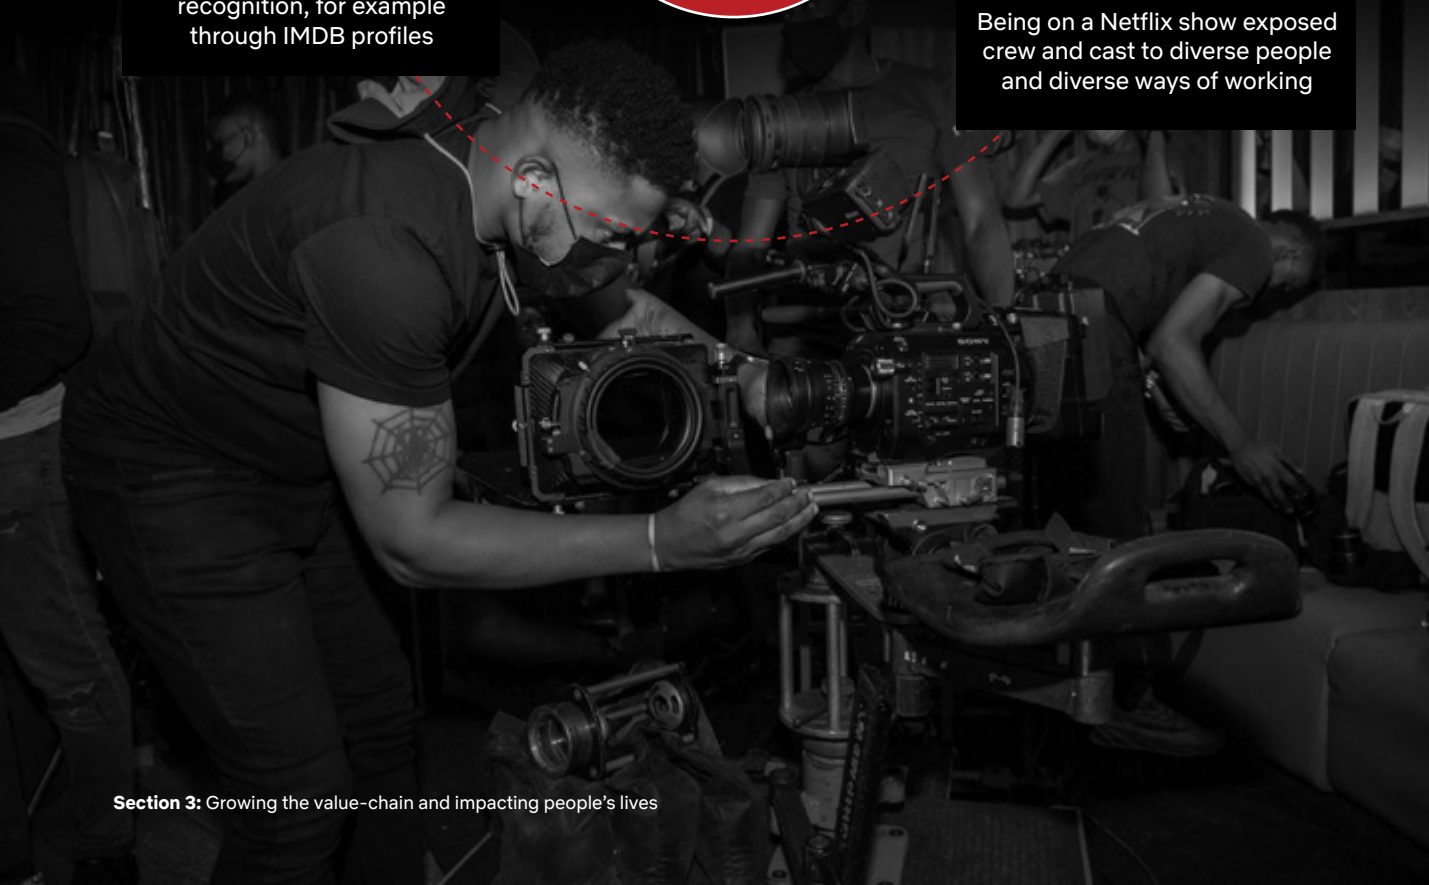 recognition, for example
through IMDB profiles
Being on a Netflix show exposed
crew and cast to diverse people
and diverse ways of working
SONY
Section 3: Growing the value-chain and impacting people’s lives